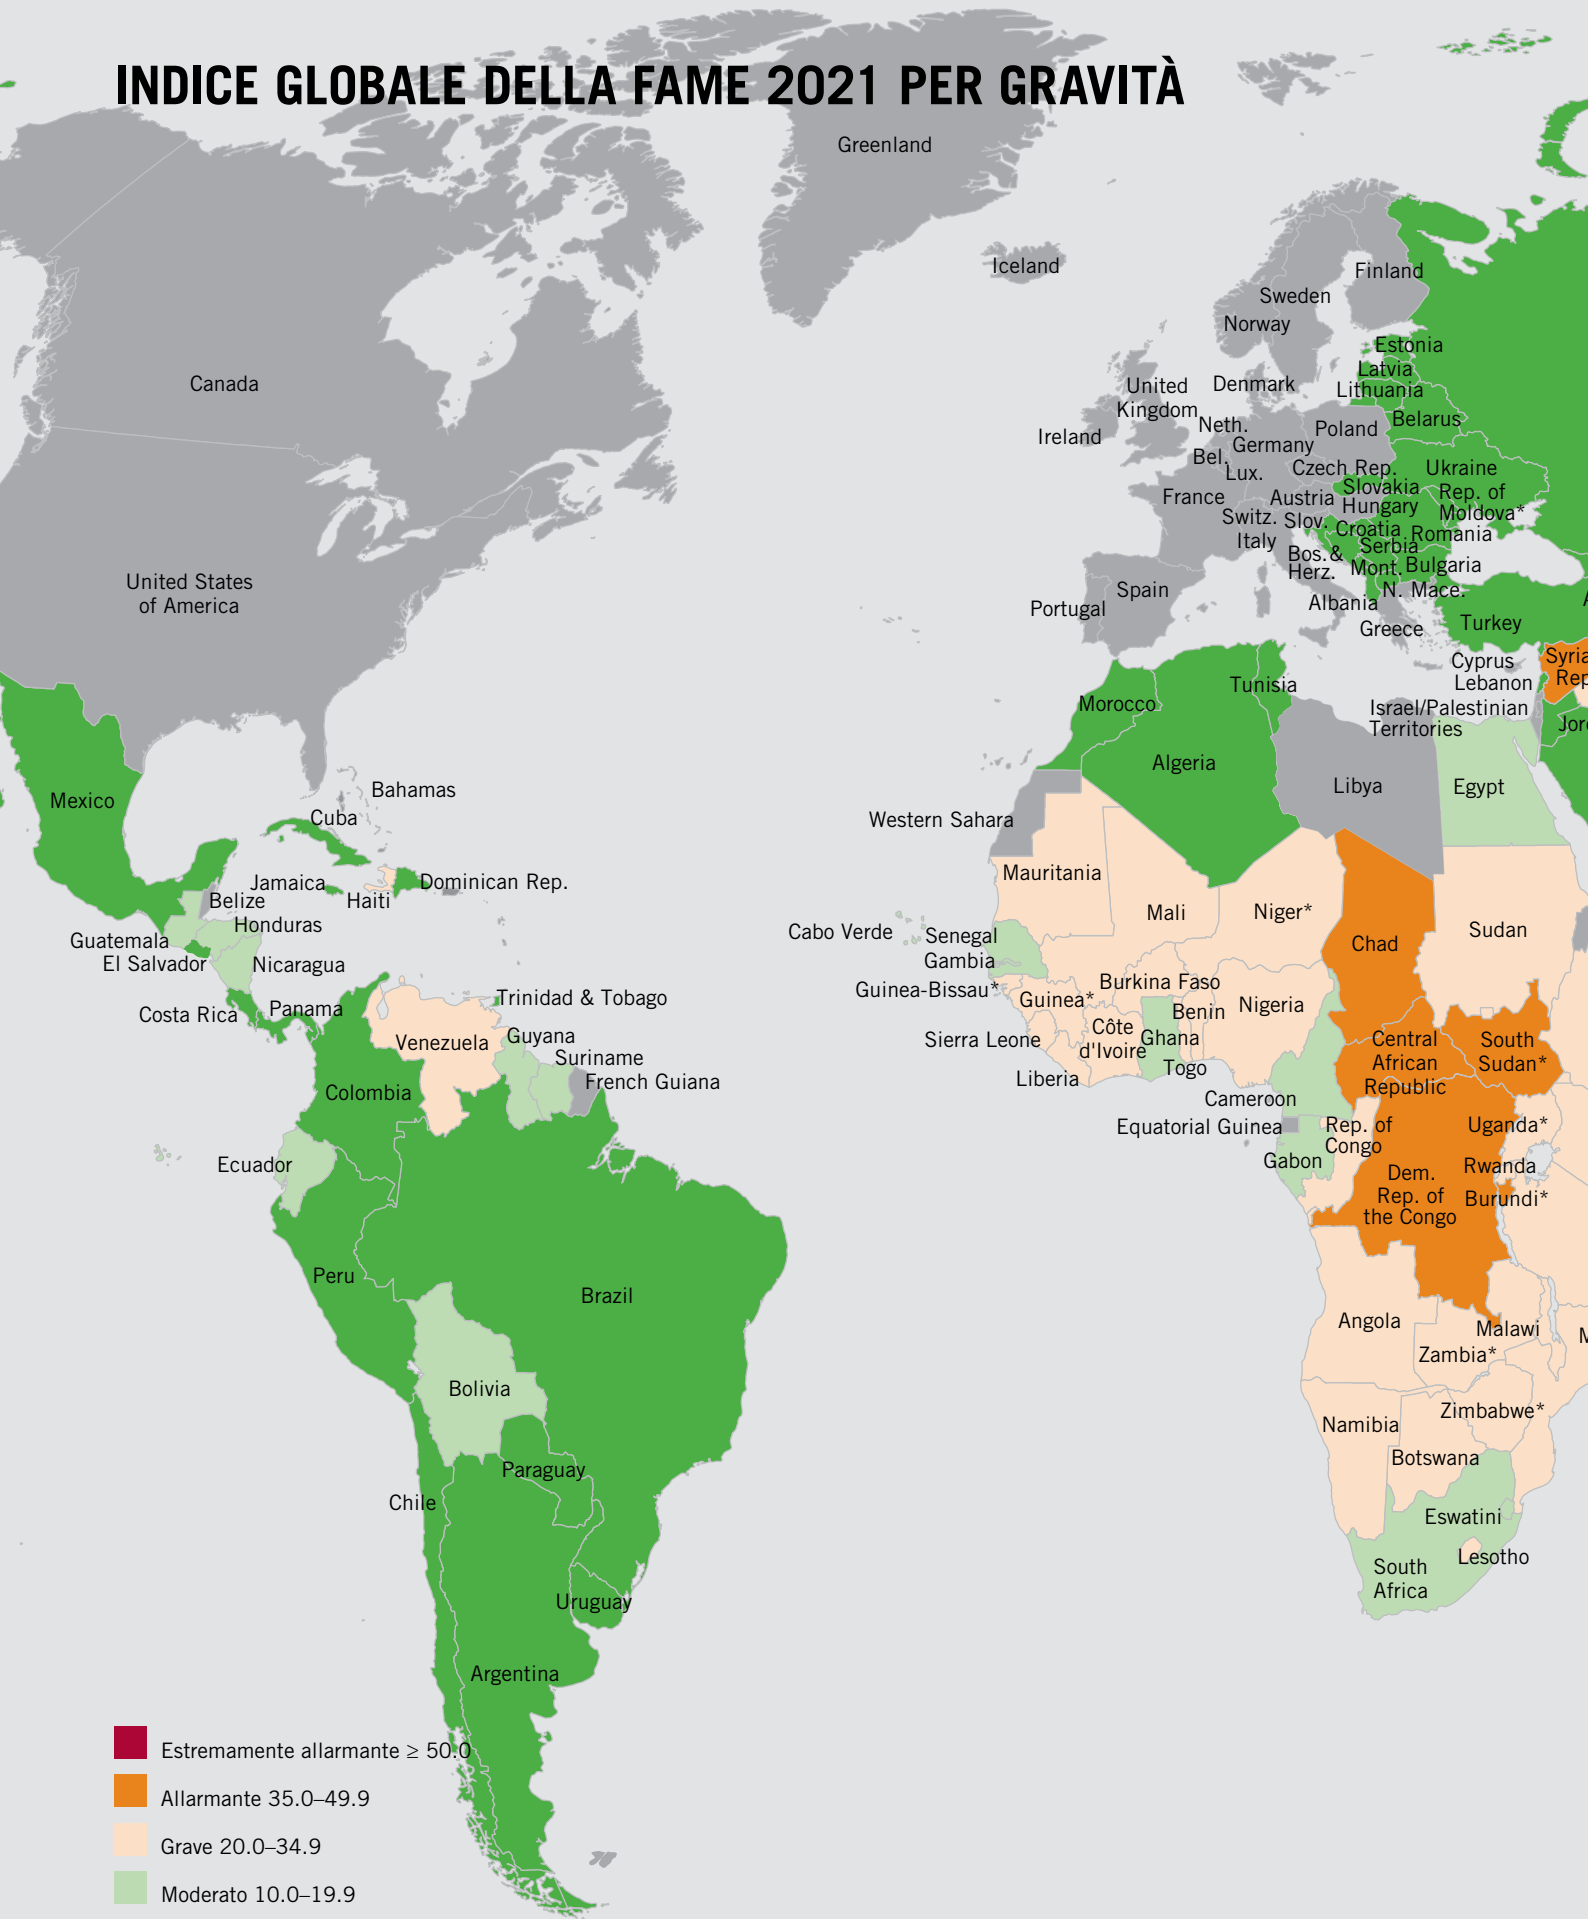 INDICE GLOBALE DELLA FAME 2021 PER GRAVITÀ
Greenland
Iceland
Finland
Sweden
Norway
Estonia
Latvia
Lithuania
Denmark
United
Kingdom
Ireland
Belarus
Neth.
Poland
Germany
Bel.
Lux.
Czech Rep.
Ukraine
Slovakia
France
Austria
Hungary
Rep. of
Moldova*
Switz.
Slov.
Croatia
Romania
Italy
Serbia
Bos.&
Herz.
Mont.
Bulgaria
N. Mace.
Albania
Spain
Portugal
Greece
Turkey
Cyprus
Lebanon
Syria
Rep
Israel/Palestinian
Territories
Jor
Canada
United States
of America
Mexico
Bahamas
Cuba
Jamaica
Haiti
Dominican Rep.
Belize
Honduras
Guatemala
El Salvador
Nicaragua
Costa Rica
Panama
Trinidad & Tobago
Venezuela
Guyana
Suriname
French Guiana
Colombia
Ecuador
Peru
Brazil
Bolivia
Paraguay
Chile
Uruguay
Argentina
Morocco
Tunisia
Algeria
Libya
Egypt
Western Sahara
Mauritania
Mali
Niger*
Chad
Sudan
Cabo Verde
Senegal
Gambia
Guinea-Bissau*
Guinea*
Burkina Faso
Benin
Nigeria
Sierra Leone
Côte
d'Ivoire
Ghana
Togo
Liberia
Central
African
Republic
South
Sudan*
Cameroon
Equatorial Guinea
Rep. of
Congo
Uganda*
Gabon
Dem.
Rep. of
the Congo
Rwanda
Burundi*
Angola
Malawi
M
Zambia*
Zimbabwe*
Namibia
Botswana
Eswatini
Lesotho
South
Africa
Estremamente allarmante ≥ 50.0
Allarmante 35.0–49.9
Grave 20.0–34.9
Moderato 10.0–19.9